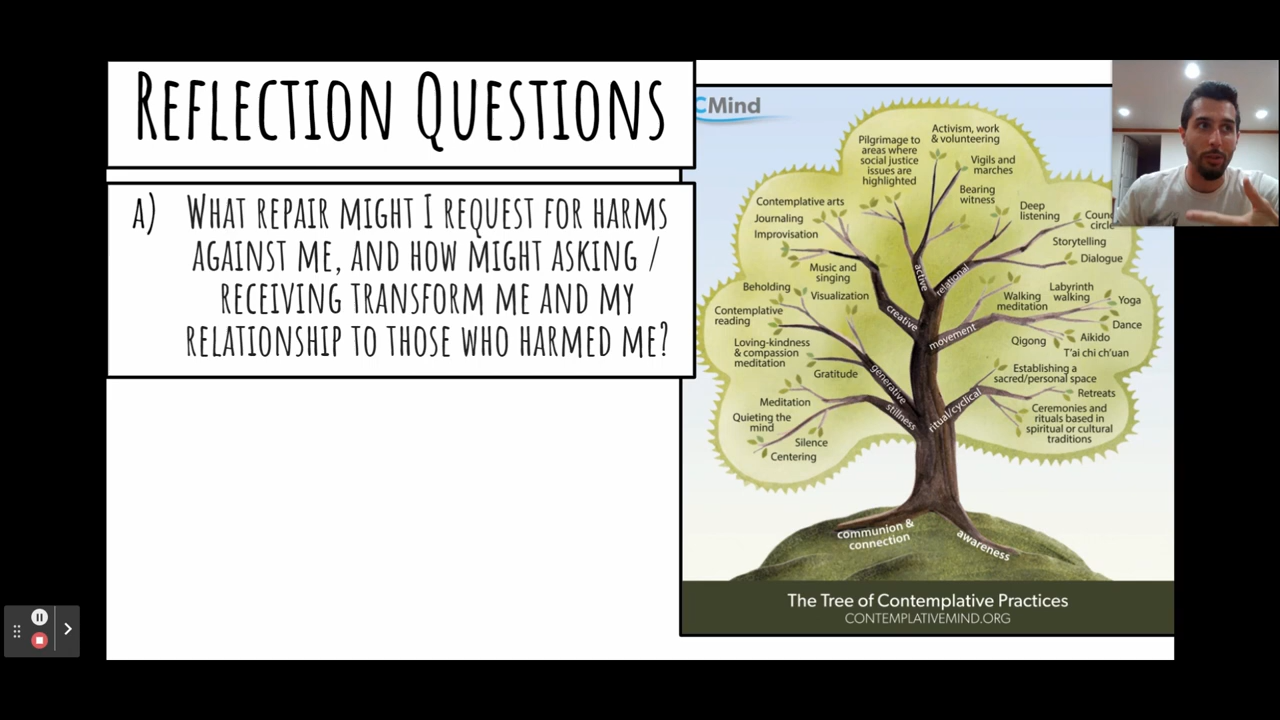 REFLECTION QUESTIONS
A) WHAT REPAIR MIGHT I REQUEST FOR HARMS
AGAINST ME, AND HOW MIGHT ASKING /
RECEIVING TRANSFORM ME AND MY
RELATIONSHIP TO THOSE WHO HARMED ME?
CMind
Activism, work
& volunteering
Pilgrimage to
areas where
social justice
issues are
highlighted
Vigils and
marches
Bearing
witness
Contemplative arts
Journaling
Improvisation
Deep
listening
circle
Storytelling
Dialogue
active
relational
Music and
singing
Beholding
Visualization
Contemplative
reading
creative
movement
Walking
meditation
Labyrinth
walking
Yoga
Dance
Aikido
Qigong
T'ai chi ch'uan
Loving-kindness
& compassion
meditation
Gratitude
generative
Establishing a
sacred/personal space
Meditation
Quieting the
mind
Silence
Centering
stillness
ritual/cyclical
Retreats
Ceremonies and
rituals based in
spiritual or cultural
traditions
communion &
connection
awareness
The Tree of Contemplative Practices
CONTEMPLATIVEMIND.ORG